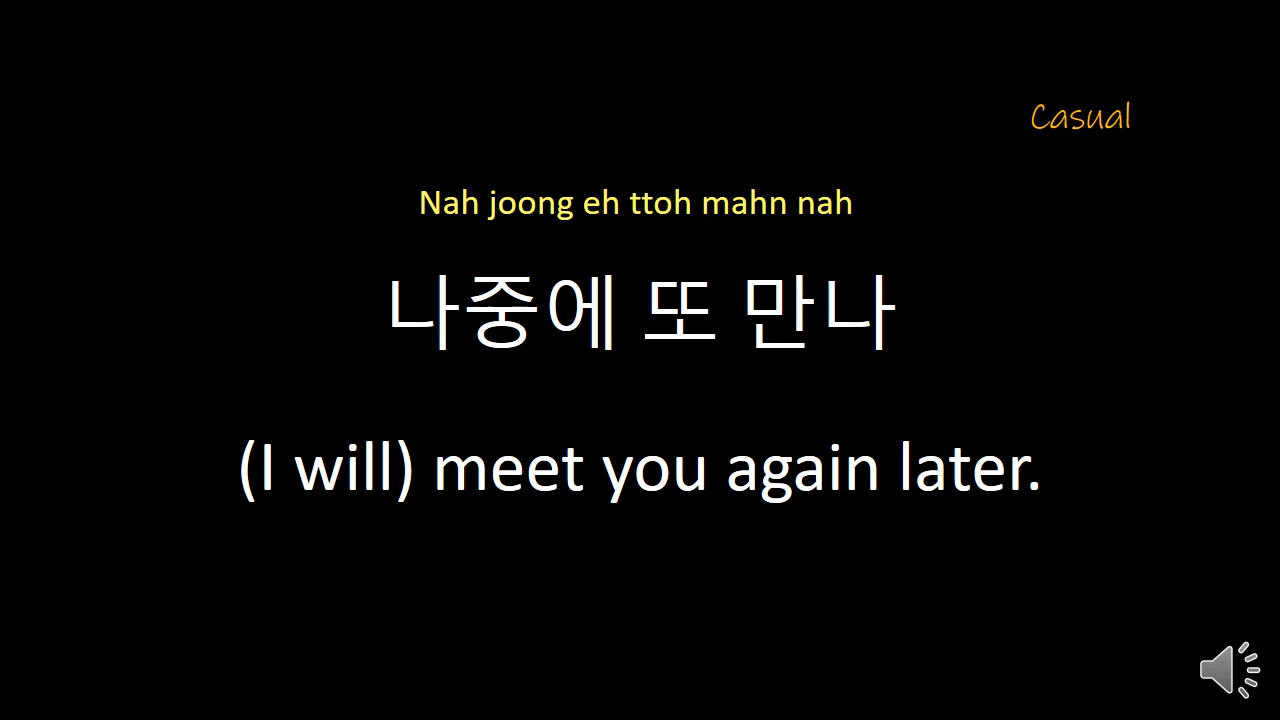 Casual
Nah joong eh ttoh mahn nah
나중에 또 만나
(I will) meet you again later.